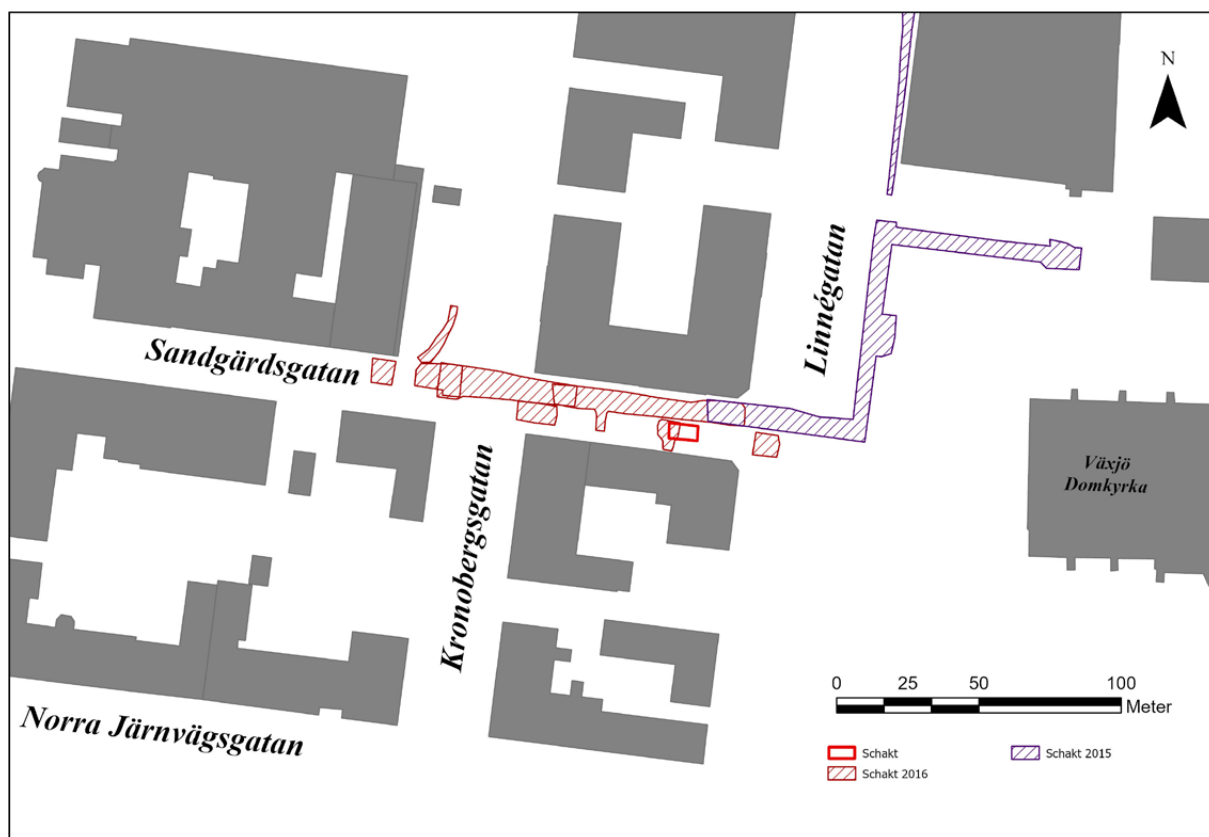 N
Linnégatan
Sandgärdsgatan
Växjö
Domkyrka
Kronobergsgatan
Norra Järnvägsgatan
0 25 50 100
Meter
Schakt
Schakt 2015
Schakt 2016